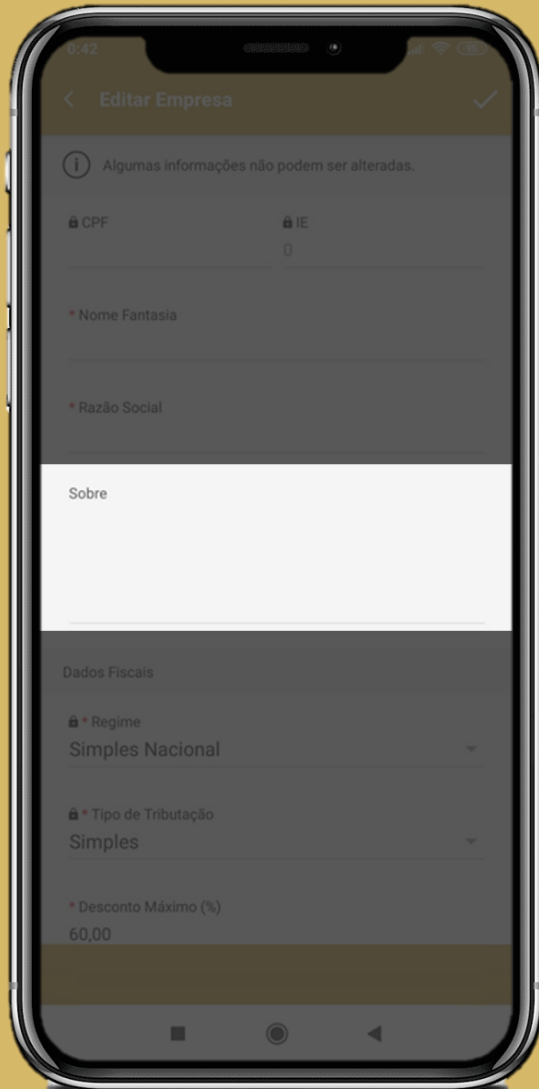 0:42
Editar Empresa
Algumas informações não podem ser alteradas.
CPF
IE
0
* Nome Fantasia
* Razão Social
Sobre
Dados Fiscais
* Regime
Simples Nacional
* Tipo de Tributação
Simples
* Desconto Máximo (%)
60,00